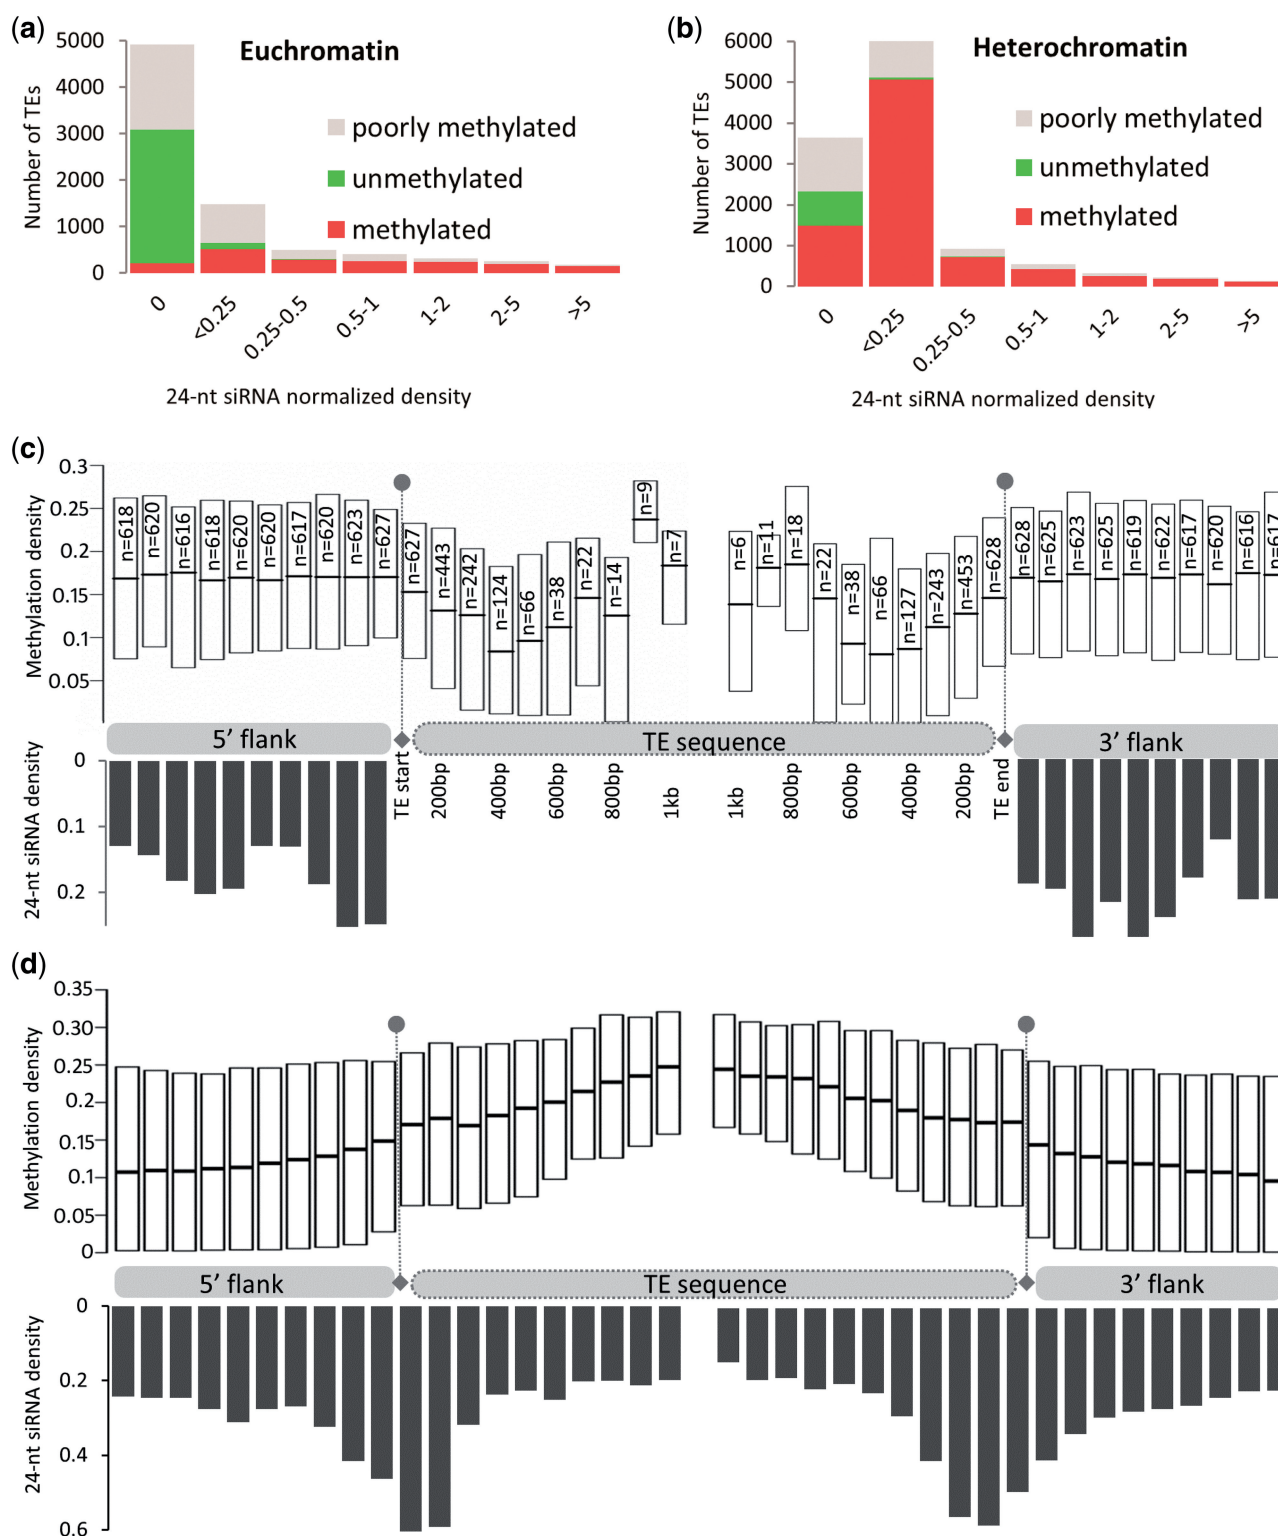 (a)
Euchromatin
Number of TEs
5000
4000
3000
2000
1000
0
poorly methylated
unmethylated
methylated
0
<0.25
0.25-0.5
0.5-1
1-2
2-5
>5
24-nt siRNA normalized density
(b)
Heterochromatin
Number of TEs
6000
5000
4000
3000
2000
1000
0
poorly methylated
unmethylated
methylated
0
<0.25
0.25-0.5
0.5-1
1-2
2-5
>5
24-nt siRNA normalized density
(c)
Methylation density
0.3
0.25
0.2
0.15
0.1
0.05
n=618
n=620
n=616
n=618
n=620
n=620
n=617
n=620
n=623
n=627
n=627
n=443
n=242
n=124
n=66
n=38
n=22
n=14
n=9
n=7
n=6
n=11
n=18
n=22
n=38
n=66
n=127
n=243
n=453
n=628
n=628
n=625
n=623
n=625
n=619
n=622
n=617
n=620
n=616
n=617
5’ flank
TE sequence
3’ flank
24-nt siRNA density
0
0.1
0.2
TE start
200bp
400bp
600bp
800bp
1kb
1kb
800bp
600bp
400bp
200bp
TE end
(d)
Methylation density
0.35
0.30
0.25
0.2
0.15
0.1
0.05
0
5’ flank
TE sequence
3’ flank
24-nt siRNA density
0
0.2
0.4
0.6